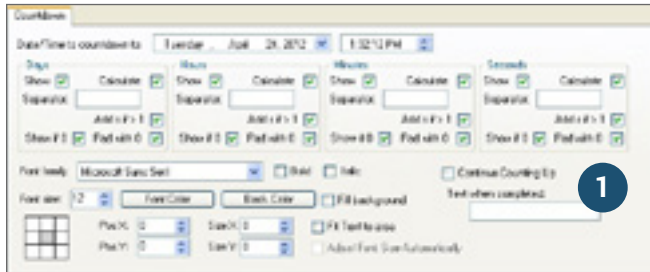 Countdown
Date/Time to countdown to: Tuesday , April 24, 2012 1:32:12 PM
Days Hours Minutes Seconds
Show Calculate Show Calculate Show Calculate Show Calculate
Separator: Separator: Separator: Separator:
Add s if > 1 Add s if > 1 Add s if > 1 Add s if > 1
Show if 0 Pad with 0 Show if 0 Pad with 0 Show if 0 Pad with 0 Show if 0 Pad with 0
Font family: Microsoft Sans Serif Bold Italic Continue Counting Up
Font size: 12 Font Color Back Color Fill background Text when completed:
1
Pos X: 0 Size X: 0 Fit Text to area
Pos Y: 0 Size Y: 0 Adjust Font Size Automatically